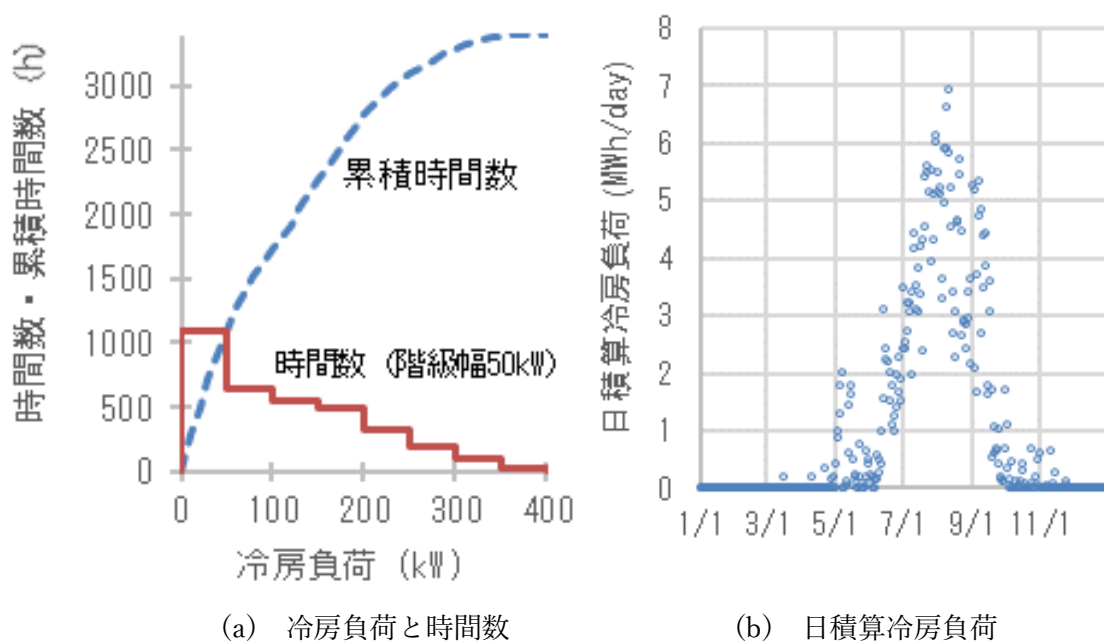 時間数・累積時間数 (h)
3000
2500
2000
1500
1000
500
0
累積時間数
時間数 (階級幅50kW)
0 100 200 300 400
冷房負荷 (kW)
(a) 冷房負荷と時間数
日積算冷房負荷 (MWh/day)
8
7
6
5
4
3
2
1
0
1/1 3/1 5/1 7/1 9/1 11/1
(b) 日積算冷房負荷